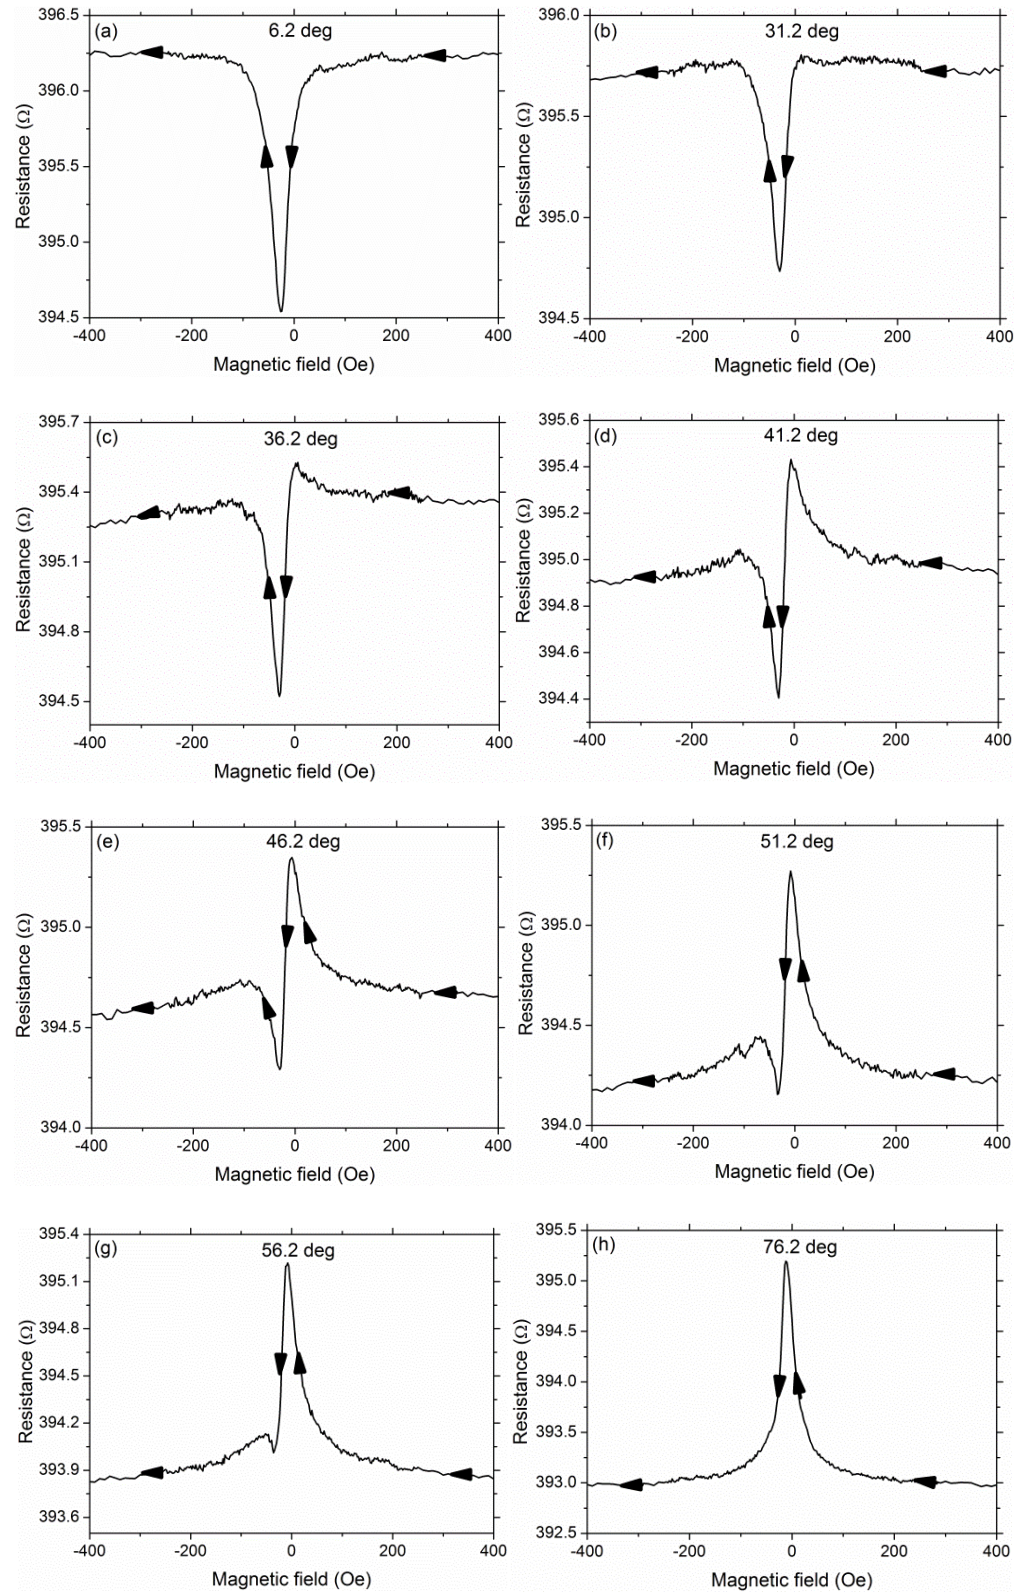 (a) 6.2 deg
Resistance (Ω)
396.5
396.0
395.5
395.0
394.5
-400 -200 0 200 400
Magnetic field (Oe)
(b) 31.2 deg
Resistance (Ω)
396.0
395.5
395.0
394.5
-400 -200 0 200 400
Magnetic field (Oe)
(c) 36.2 deg
Resistance (Ω)
395.7
395.4
395.1
394.8
394.5
-400 -200 0 200 400
Magnetic field (Oe)
(d) 41.2 deg
Resistance (Ω)
395.6
395.4
395.2
395.0
394.8
394.6
394.4
-400 -200 0 200 400
Magnetic field (Oe)
(e) 46.2 deg
Resistance (Ω)
395.5
395.0
394.5
394.0
-400 -200 0 200 400
Magnetic field (Oe)
(f) 51.2 deg
Resistance (Ω)
395.5
395.0
394.5
394.0
-400 -200 0 200 400
Magnetic field (Oe)
(g) 56.2 deg
Resistance (Ω)
395.4
395.1
394.8
394.5
394.2
393.9
393.6
-400 -200 0 200 400
Magnetic field (Oe)
(h) 76.2 deg
Resistance (Ω)
395.5
395.0
394.5
394.0
393.5
393.0
392.5
-400 -200 0 200 400
Magnetic field (Oe)